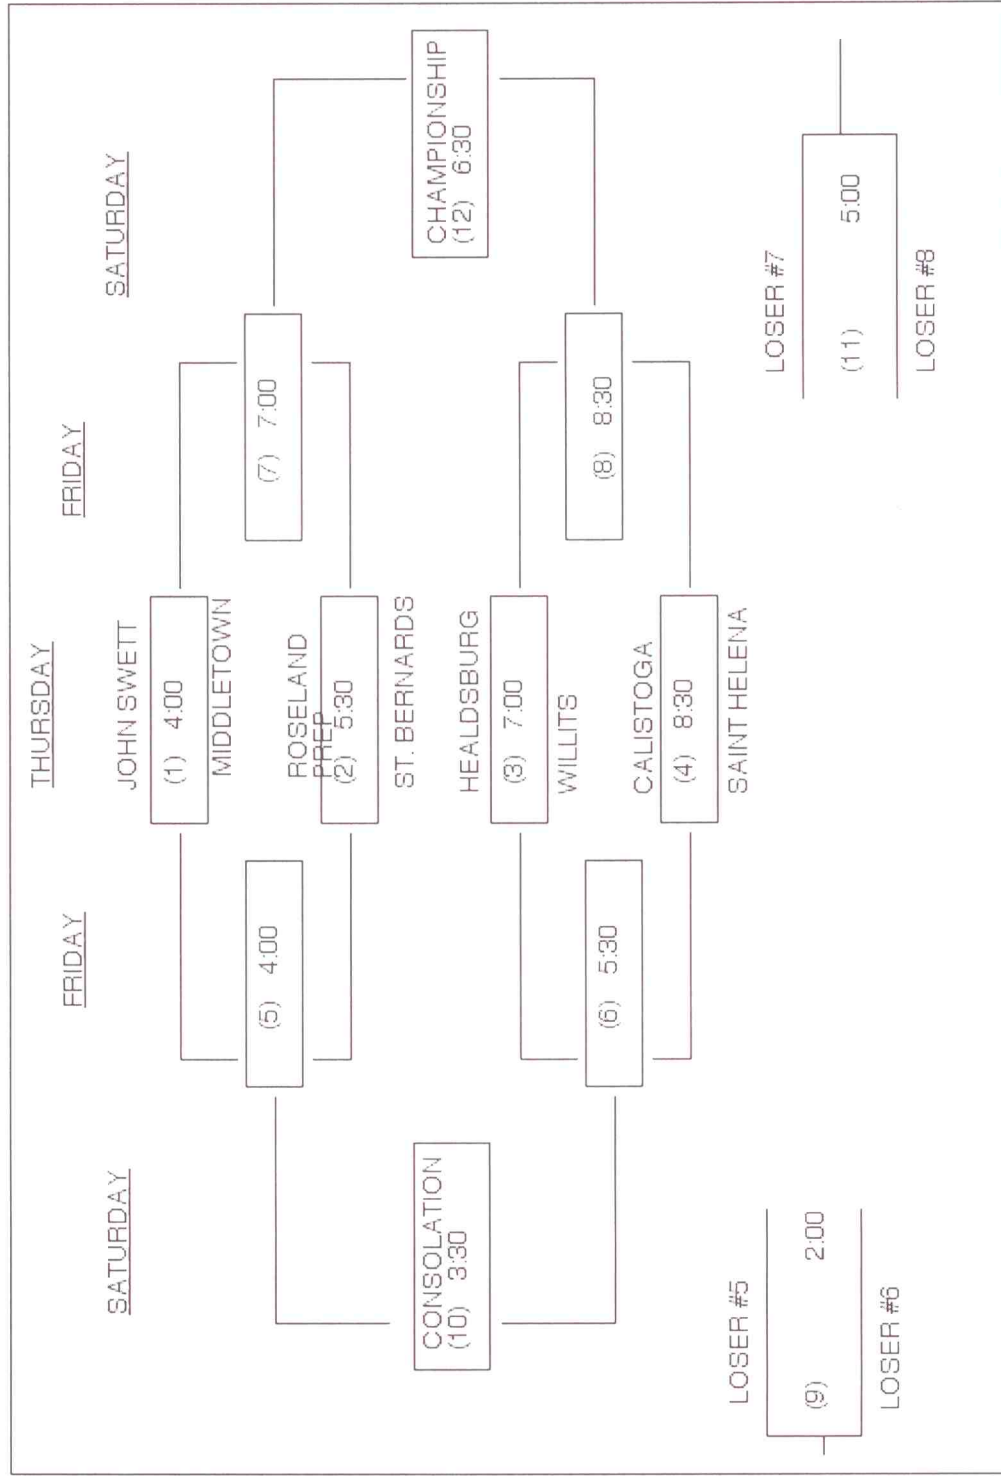 THURSDAY
SATURDAY
FRIDAY
FRIDAY
SATURDAY
JOHN SWETT
(1) 4:00
MIDDLETOWN
ROSELAND
PREP
(2) 5:30
ST. BERNARDS
HEALDSBURG
(3) 7:00
WILLITS
CALISTOGA
(4) 8:30
SAINT HELENA
(5) 4:00
(6) 5:30
(7) 7:00
(8) 8:30
CONSOLATION
(10) 3:30
CHAMPIONSHIP
(12) 6:30
LOSER #5
(9) 2:00
LOSER #6
LOSER #7
(11) 5:00
LOSER #8